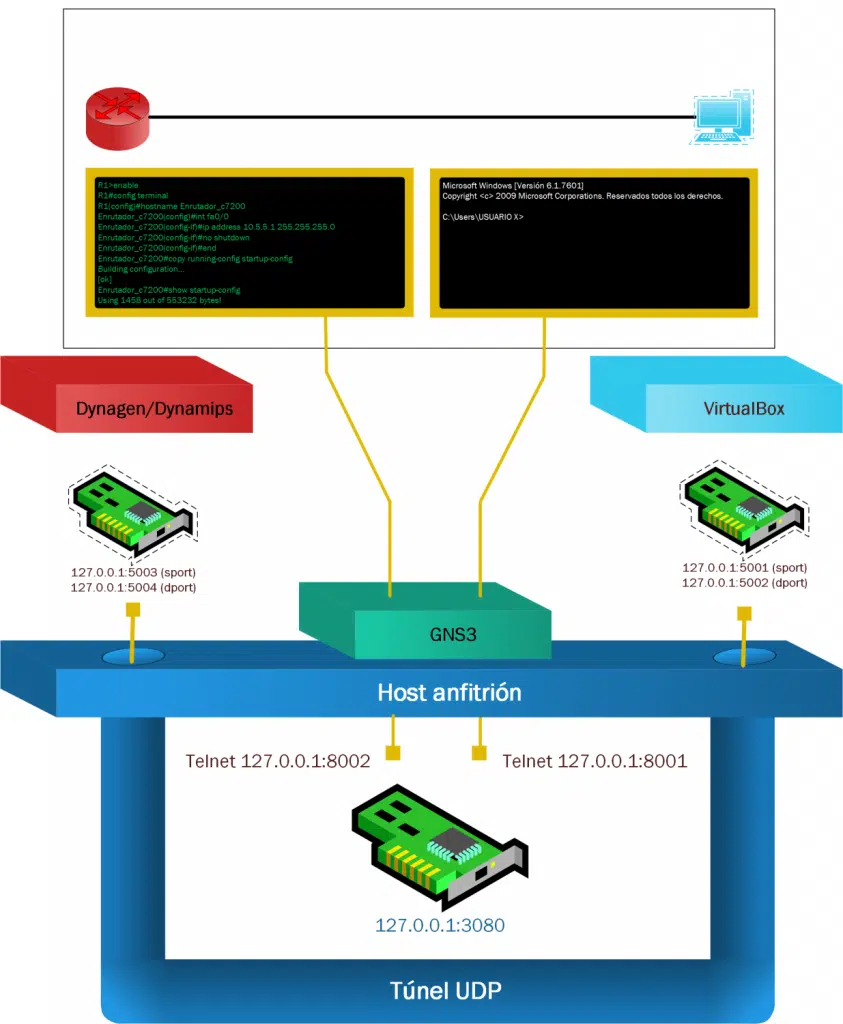 R1>enable
R1#config terminal
R1(config)#hostname Enrutador_c7200
Enrutador_c7200(config)#int fa0/0
Enrutador_c7200(config-if)#ip address 10.5.5.1 255.255.255.0
Enrutador_c7200(config-if)#no shutdown
Enrutador_c7200(config-if)#end
Enrutador_c7200#copy running-config startup-config
Building configuration...
[ok]
Enrutador_c7200#show startup-config
Using 1458 out of 553232 bytes!
Microsoft Windows [Versión 6.1.7601]
Copyright <c> 2009 Microsoft Corporations. Reservados todos los derechos.
C:\Users\USUARIO X>
Dynagen/Dynamips
VirtualBox
127.0.0.1:5003 (sport)
127.0.0.1:5004 (dport)
127.0.0.1:5001 (sport)
127.0.0.1:5002 (dport)
GNS3
Host anfitrión
Telnet 127.0.0.1:8002
Telnet 127.0.0.1:8001
127.0.0.1:3080
Túnel UDP